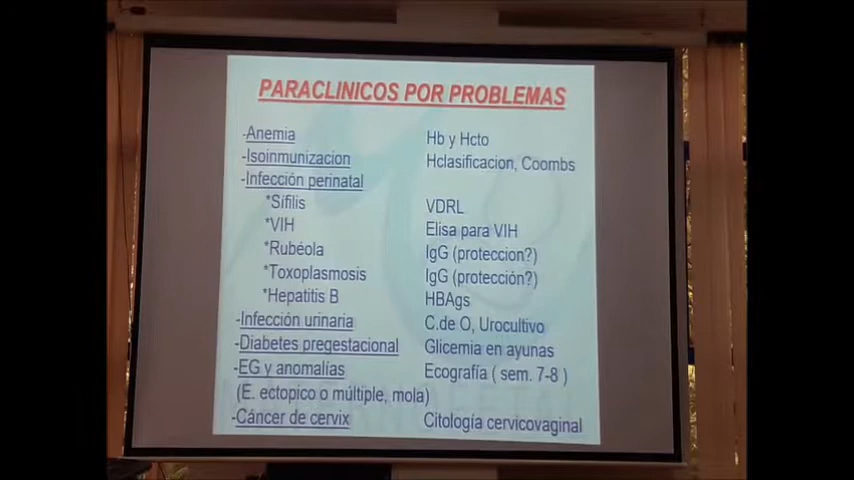 PARACLINICOS POR PROBLEMAS
-Anemia Hb y Hcto
-Isoinmunizacion Hclasificacion, Coombs
-Infección perinatal
*Sífilis VDRL
*VIH Elisa para VIH
*Rubéola IgG (proteccion?)
*Toxoplasmosis IgG (protección?)
*Hepatitis B HBAgs
-Infección urinaria C.de O, Urocultivo
-Diabetes pregestacional Glicemia en ayunas
-EG y anomalías Ecografía ( sem. 7-8 )
(E. ectopico o múltiple, mola)
-Cáncer de cervix Citología cervicovaginal